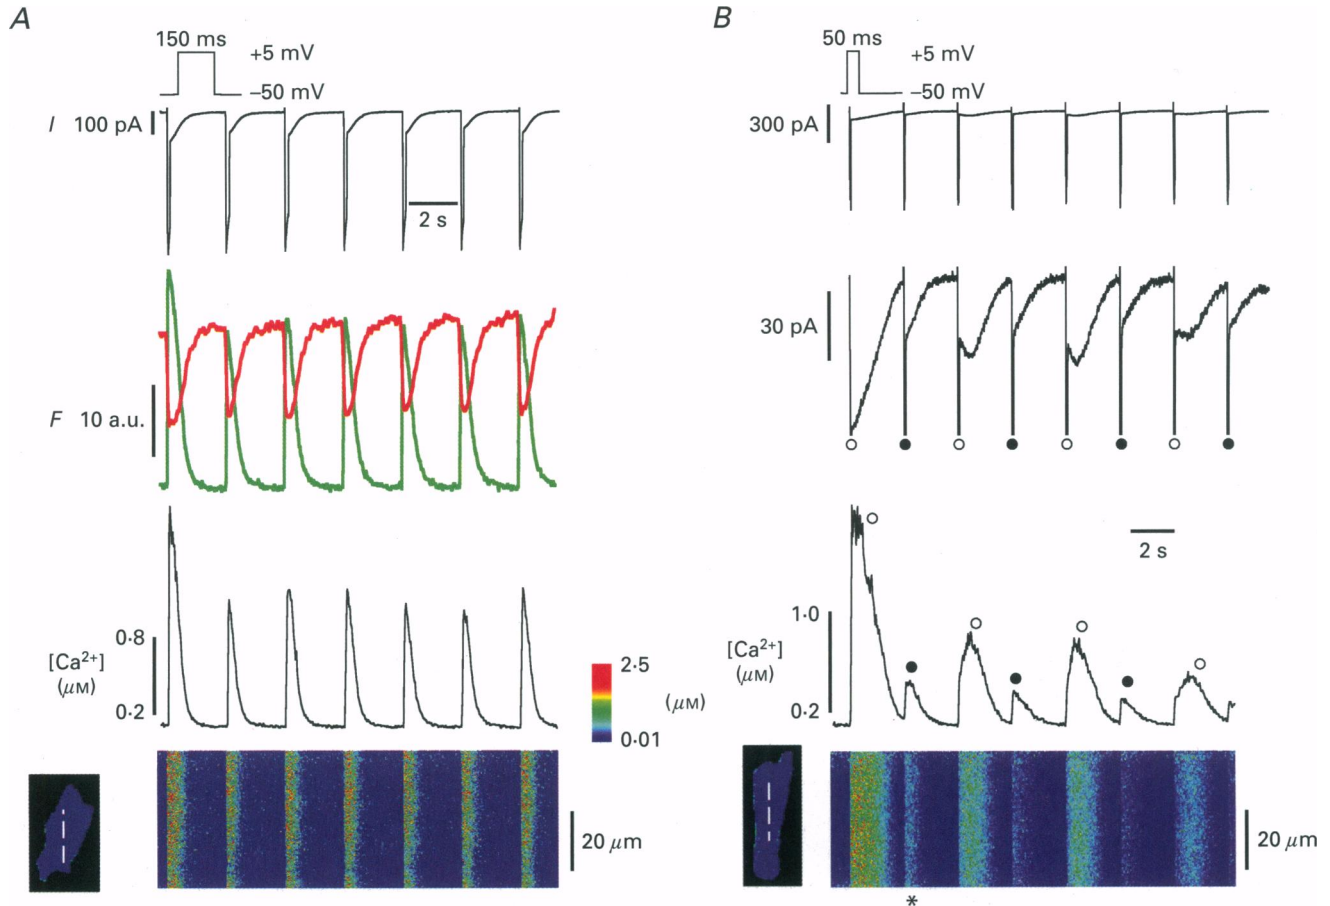 A
150 ms
+5 mV
−50 mV
I 100 pA
2 s
F 10 a.u.
0·8
[Ca2+]
(μM)
0·2
2·5
(μM)
0·01
20 μm
B
50 ms
+5 mV
−50 mV
300 pA
30 pA
2 s
1·0
[Ca2+]
(μM)
0·2
20 μm
*